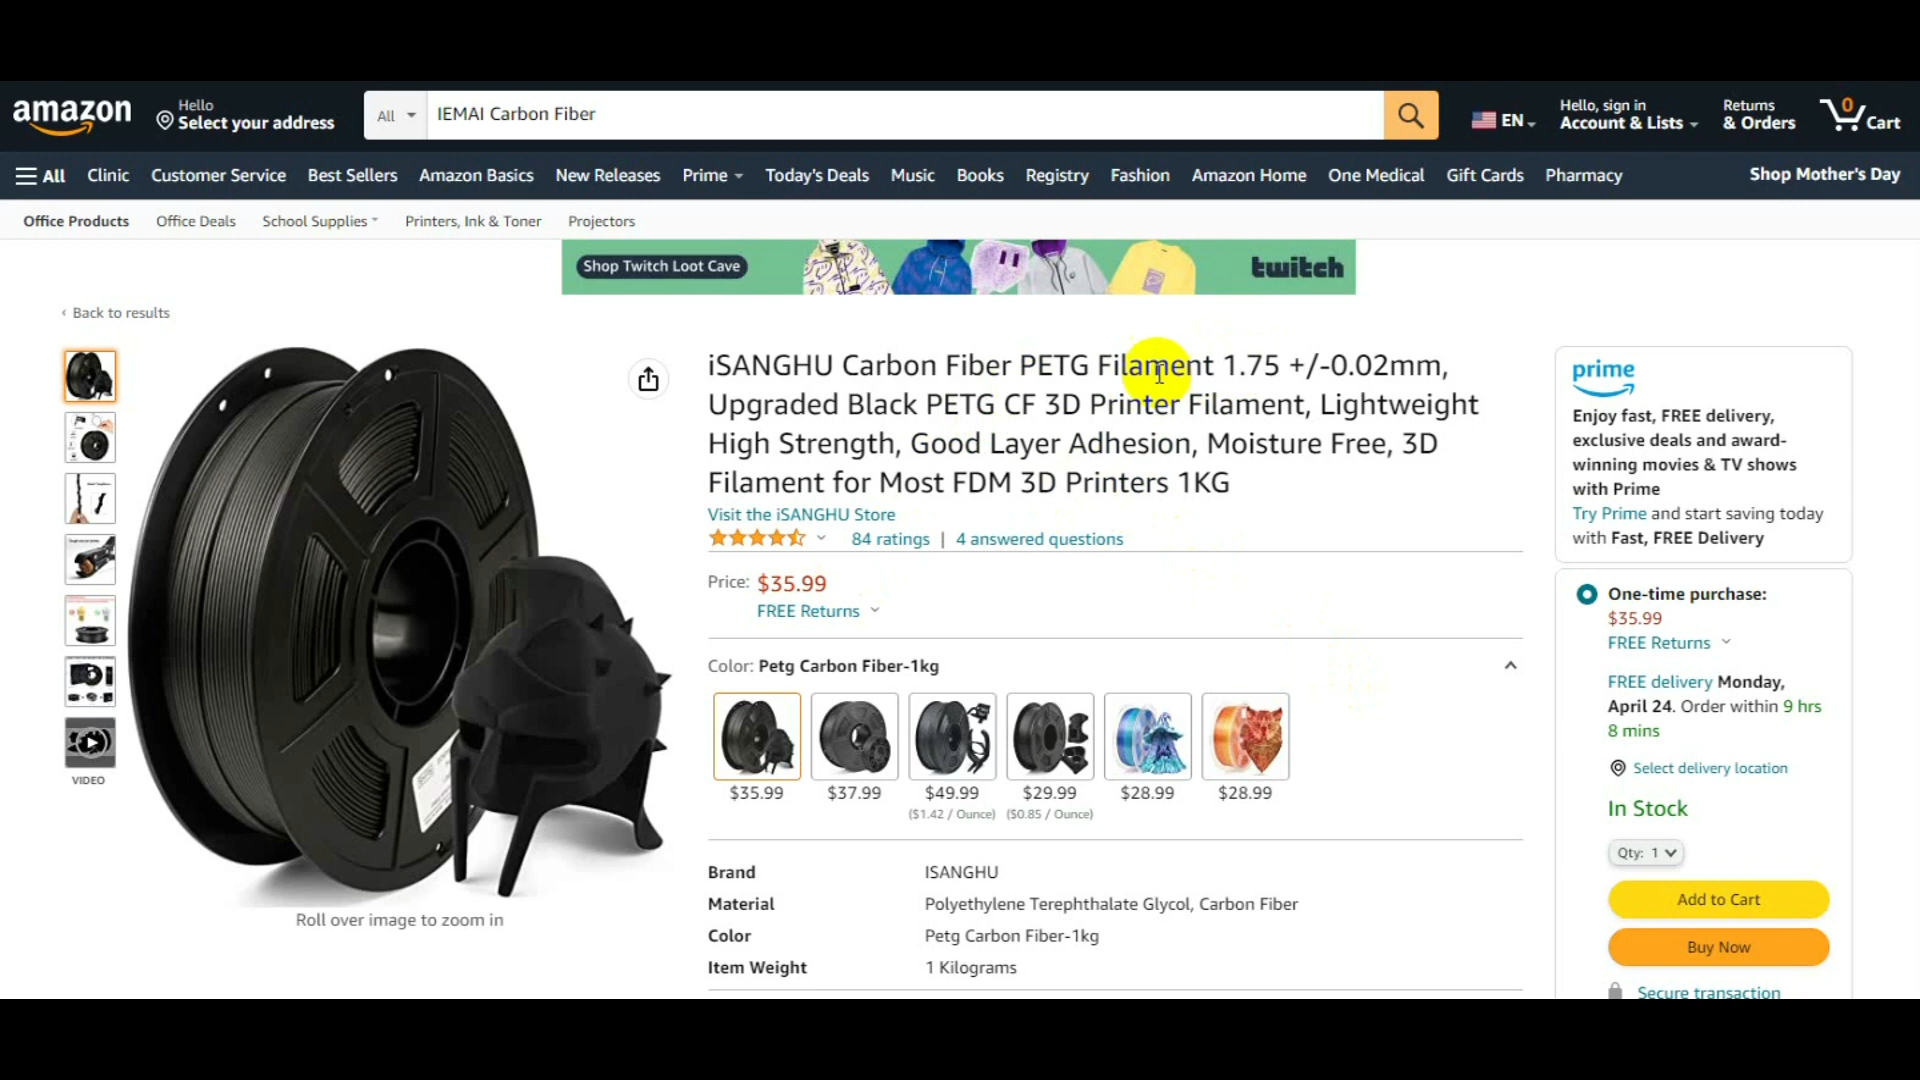 amazon
Hello
Select your address
All
IEMAI Carbon Fiber
EN
Hello, sign in
Account & Lists
Returns
& Orders
0
Cart
All
Clinic
Customer Service
Best Sellers
Amazon Basics
New Releases
Prime
Today's Deals
Music
Books
Registry
Fashion
Amazon Home
One Medical
Gift Cards
Pharmacy
Shop Mother's Day
Office Products
Office Deals
School Supplies
Printers, Ink & Toner
Projectors
Shop Twitch Loot Cave
twitch
‹ Back to results
iSANGHU Carbon Fiber PETG Filament 1.75 +/-0.02mm,
Upgraded Black PETG CF 3D Printer Filament, Lightweight
High Strength, Good Layer Adhesion, Moisture Free, 3D
Filament for Most FDM 3D Printers 1KG
Visit the iSANGHU Store
84 ratings | 4 answered questions
Price: $35.99
FREE Returns
Color: Petg Carbon Fiber-1kg
$35.99
$37.99
$49.99
($1.42 / Ounce)
$29.99
($0.85 / Ounce)
$28.99
$28.99
Brand ISANGHU
Material Polyethylene Terephthalate Glycol, Carbon Fiber
Color Petg Carbon Fiber-1kg
Item Weight 1 Kilograms
VIDEO
Roll over image to zoom in
prime
Enjoy fast, FREE delivery,
exclusive deals and award-
winning movies & TV shows
with Prime
Try Prime and start saving today
with Fast, FREE Delivery
One-time purchase:
$35.99
FREE Returns
FREE delivery Monday,
April 24. Order within 9 hrs
8 mins
Select delivery location
In Stock
Qty: 1
Add to Cart
Buy Now
Secure transaction